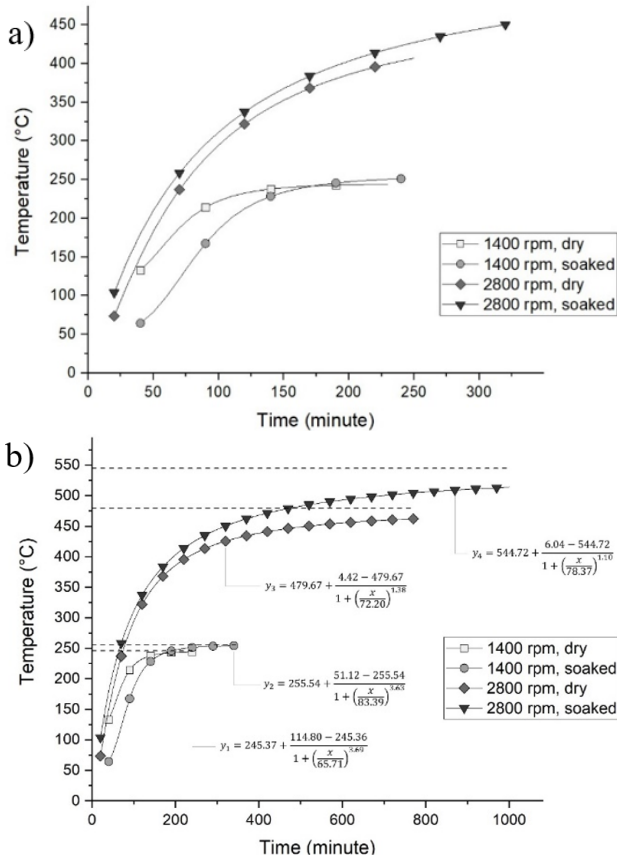 a)
450
400
350
300
250
200
150
100
50
0
Temperature (°C)
1400 rpm, dry
1400 rpm, soaked
2800 rpm, dry
2800 rpm, soaked
0 50 100 150 200 250 300
Time (minute)
b)
550
500
450
400
350
300
250
200
150
100
50
0
Temperature (°C)
y₄ = 544.72 + (6.04 − 544.72) / (1 + (x/78.37)^1.10)
y₃ = 479.67 + (4.42 − 479.67) / (1 + (x/72.20)^1.38)
y₂ = 255.54 + (51.12 − 255.54) / (1 + (x/83.39)^3.63)
y₁ = 245.37 + (114.80 − 245.36) / (1 + (x/65.71)^3.69)
1400 rpm, dry
1400 rpm, soaked
2800 rpm, dry
2800 rpm, soaked
0 200 400 600 800 1000
Time (minute)